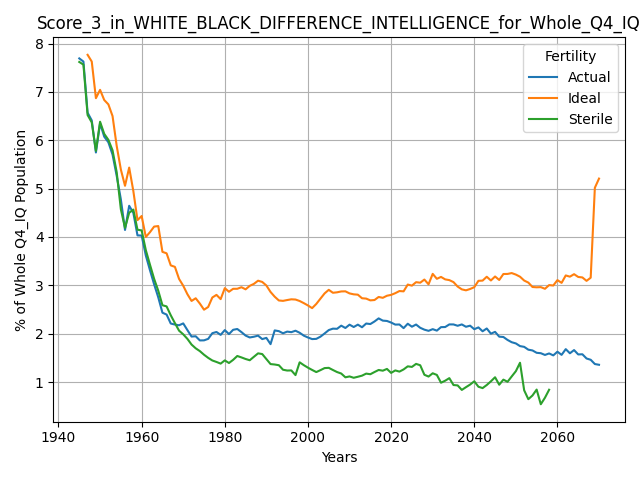 Score_3_in_WHITE_BLACK_DIFFERENCE_INTELLIGENCE_for_Whole_Q4_IQ
8
7
6
5
4
3
2
1
% of Whole Q4_IQ Population
Fertility
Actual
Ideal
Sterile
1940 1960 1980 2000 2020 2040 2060
Years